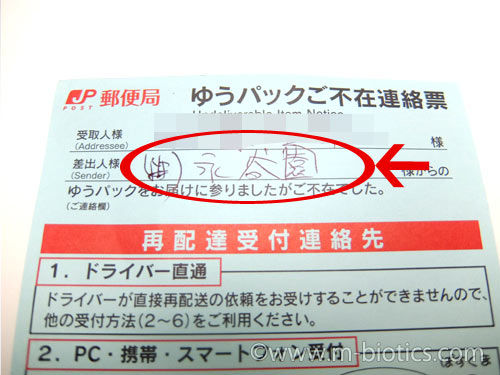 JP 郵便局 ゆうパックご不在連絡票
POST Undeliverable Item Notice
受取人様 様
(Addressee)
差出人様 (株)永谷園 様からの
(Sender)
ゆうパックをお届けに参りましたがご不在でした。
(ご連絡欄)
再配達受付連絡先
1. ドライバー直通
ドライバーが直接再配送の依頼をお受けすることができませんので、
他の受付方法(2〜6)をご利用ください。
2. PC・携帯・スマートフォン受付
©www.m-biotics.com